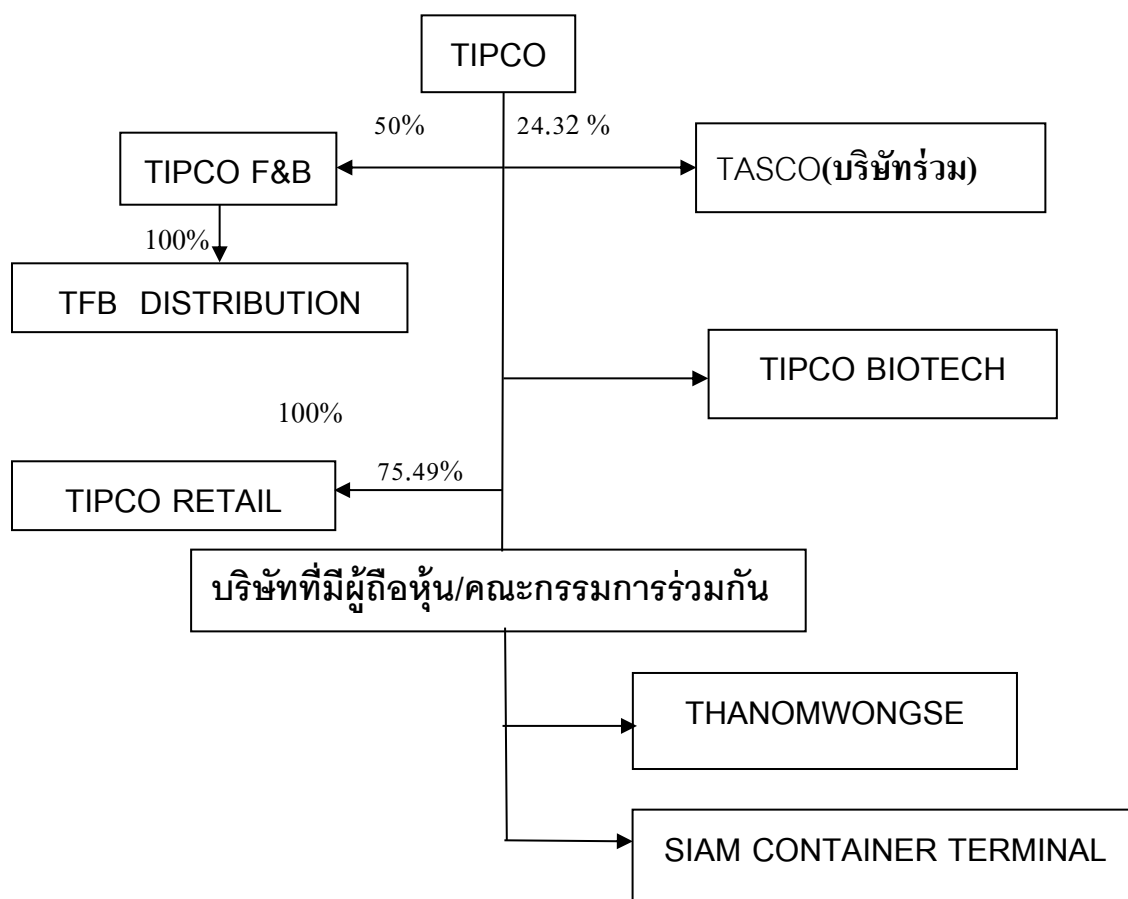 TIPCO
50%
24.32 %
TIPCO F&B
TASCO(บริษัทร่วม)
100%
TFB DISTRIBUTION
TIPCO BIOTECH
100%
75.49%
TIPCO RETAIL
บริษัทที่มีผู้ถือหุ้น/คณะกรรมการร่วมกัน
THANOMWONGSE
SIAM CONTAINER TERMINAL